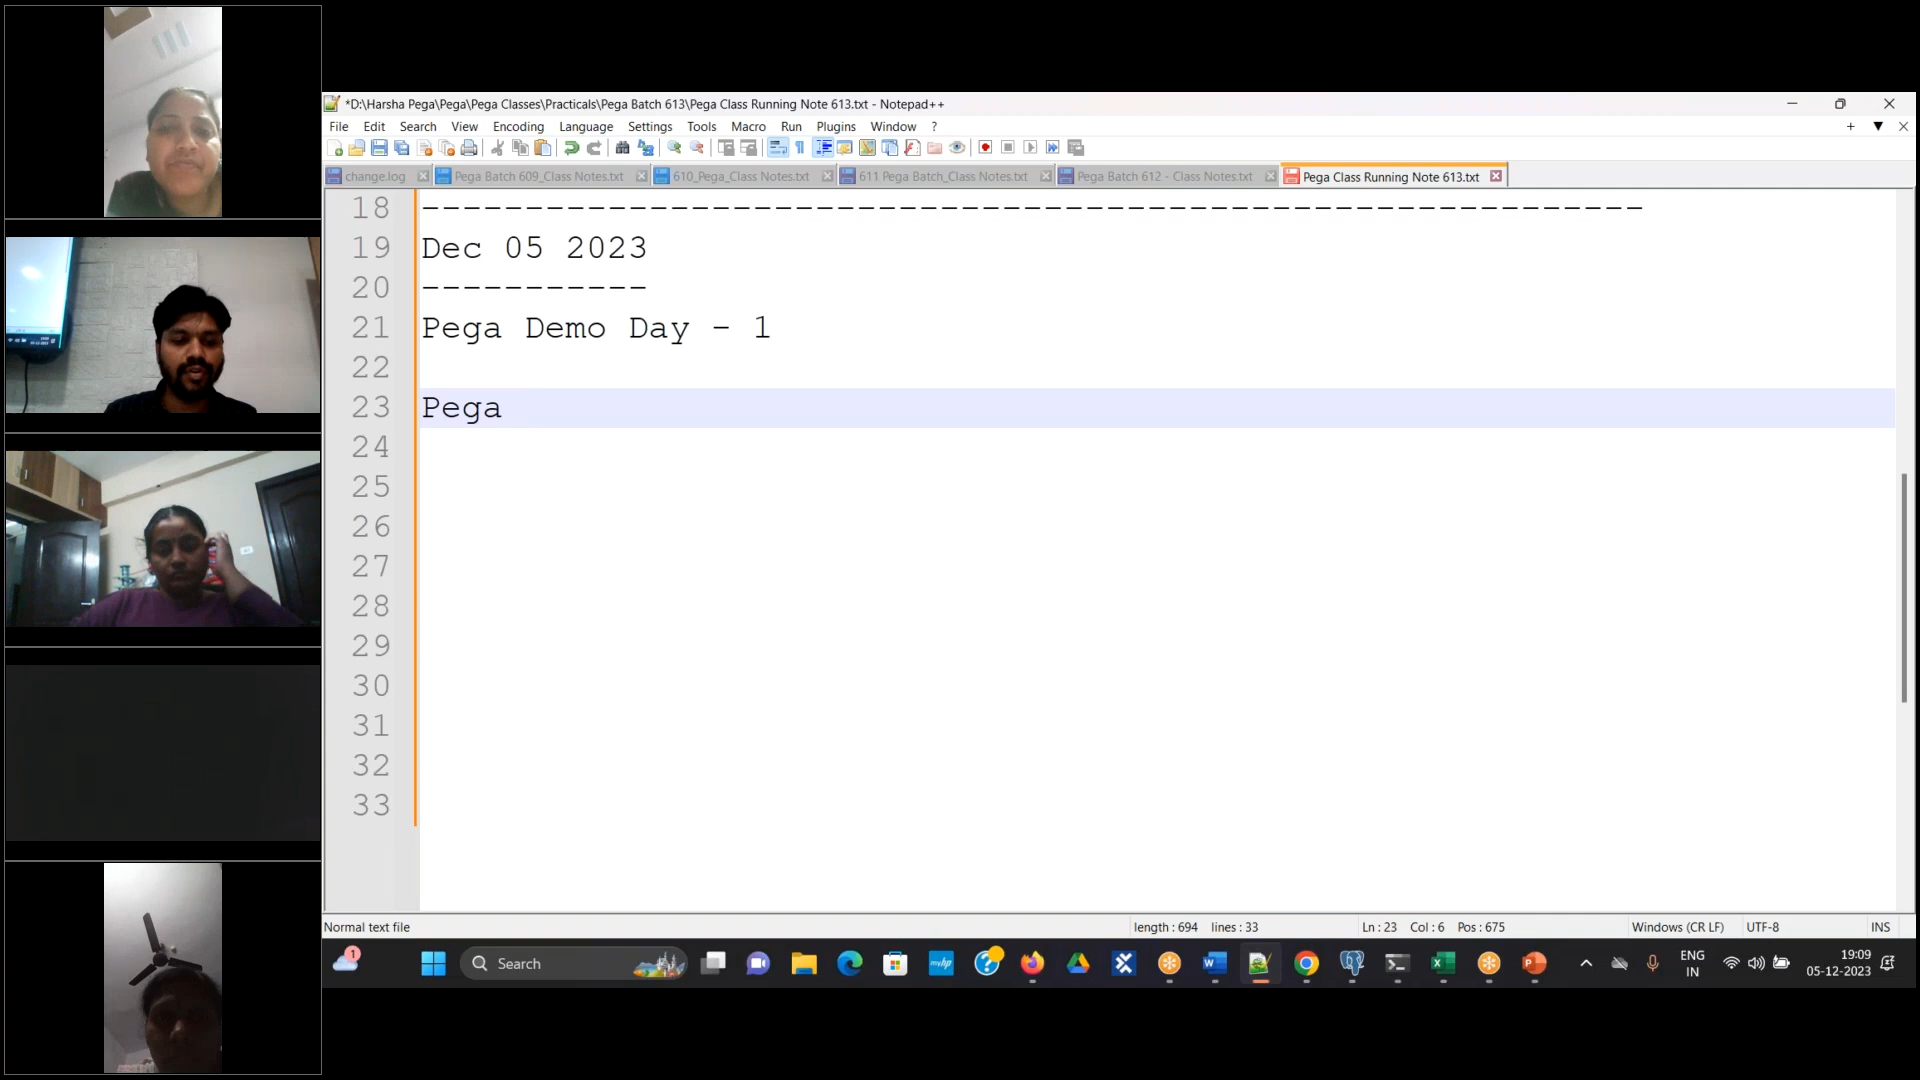 *D:\Harsha Pega\Pega\Pega Classes\Practicals\Pega Batch 613\Pega Class Running Note 613.txt - Notepad++
File Edit Search View Encoding Language Settings Tools Macro Run Plugins Window ?
change.log Pega Batch 609_Class Notes.txt 610_Pega_Class Notes.txt 611 Pega Batch_Class Notes.txt Pega Batch 612 - Class Notes.txt Pega Class Running Note 613.txt
18 -----------------------------------------------------------
19 Dec 05 2023
20 -----------
21 Pega Demo Day - 1
22
23 Pega
24
25
26
27
28
29
30
31
32
33
Normal text file length : 694 lines : 33 Ln : 23 Col : 6 Pos : 675 Windows (CR LF) UTF-8 INS
1 Search myhp ENG IN 19:09 05-12-2023